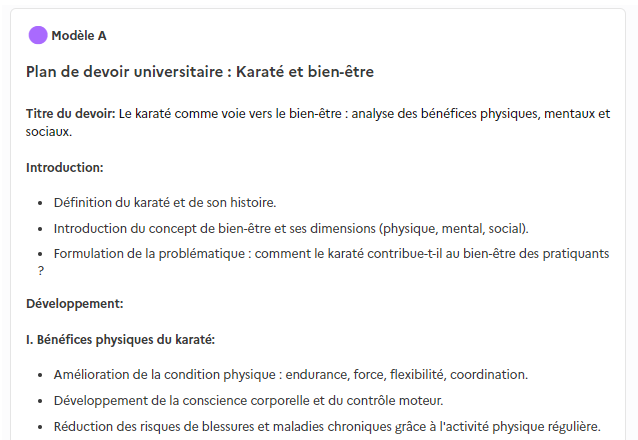 Modèle A
Plan de devoir universitaire : Karaté et bien-être
Titre du devoir: Le karaté comme voie vers le bien-être : analyse des bénéfices physiques, mentaux et
sociaux.
Introduction:
• Définition du karaté et de son histoire.
• Introduction du concept de bien-être et ses dimensions (physique, mental, social).
• Formulation de la problématique : comment le karaté contribue-t-il au bien-être des pratiquants
?
Développement:
I. Bénéfices physiques du karaté:
• Amélioration de la condition physique : endurance, force, flexibilité, coordination.
• Développement de la conscience corporelle et du contrôle moteur.
• Réduction des risques de blessures et maladies chroniques grâce à l'activité physique régulière.